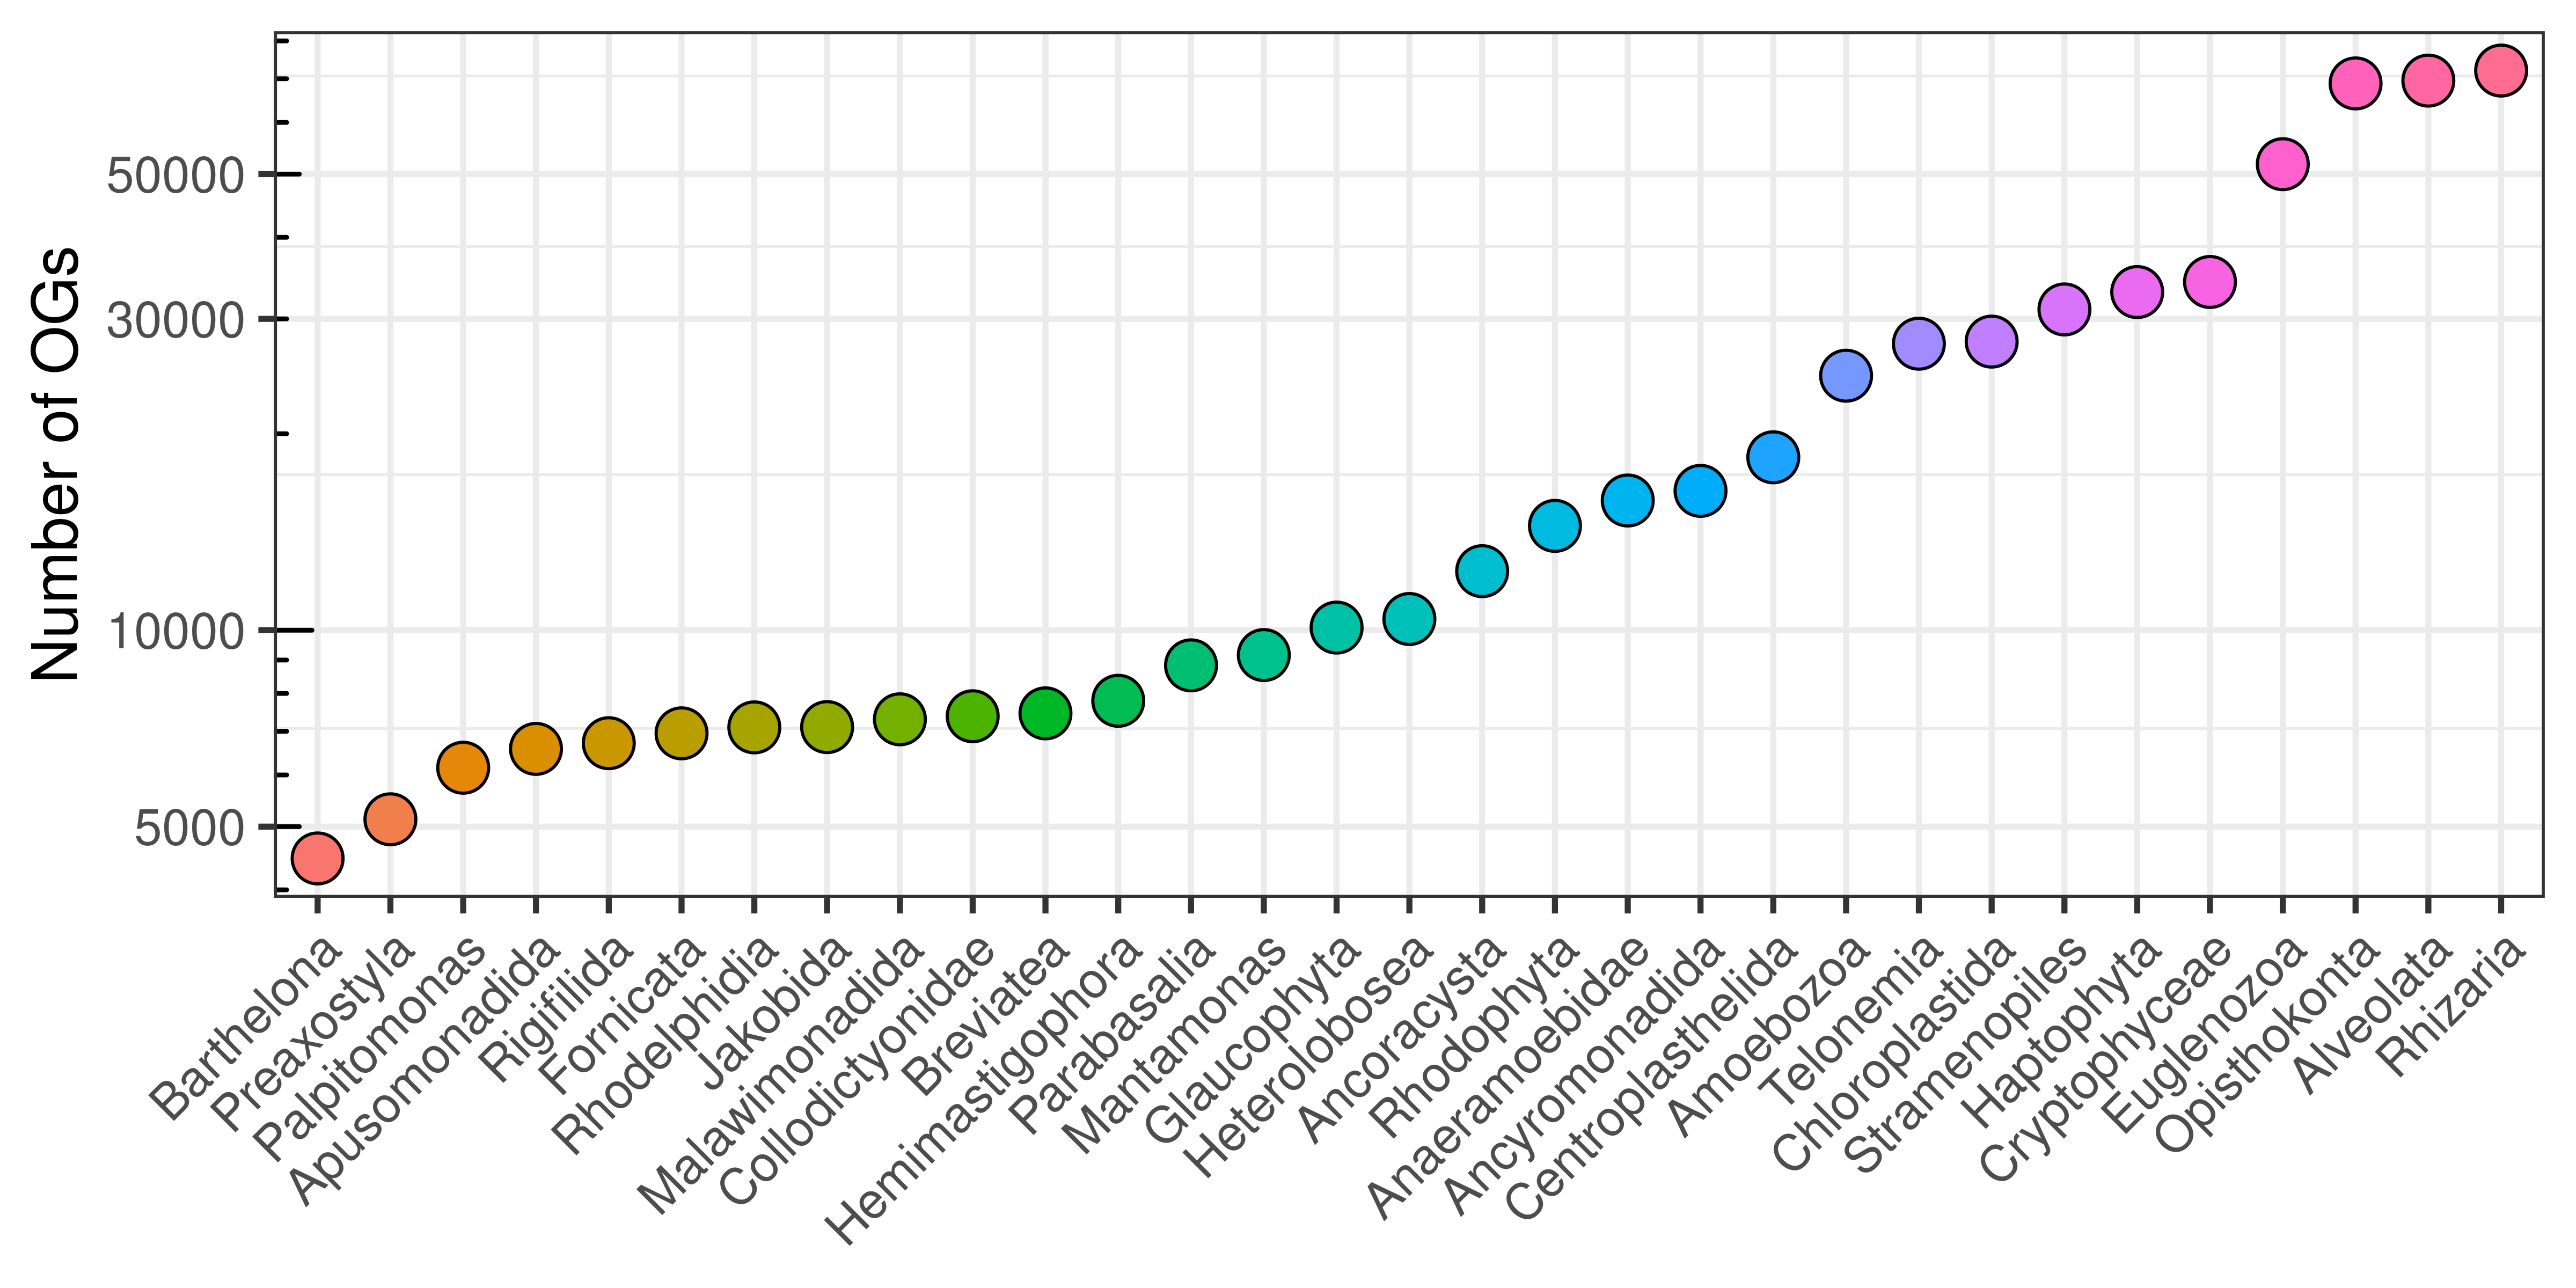 Number of OGs
50000
30000
10000
5000
Barthelona
Preaxostyla
Palpitomonas
Apusomonadida
Rigifilida
Fornicata
Rhodelphidia
Jakobida
Malawimonadida
Collodictyonidae
Breviatea
Hemimastigophora
Parabasalia
Mantamonas
Glaucophyta
Heterolobosea
Ancoracysta
Rhodophyta
Anaeramoebidae
Ancyromonadida
Centroplasthelida
Amoebozoa
Telonemia
Chloroplastida
Stramenopiles
Haptophyta
Cryptophyceae
Euglenozoa
Opisthokonta
Alveolata
Rhizaria